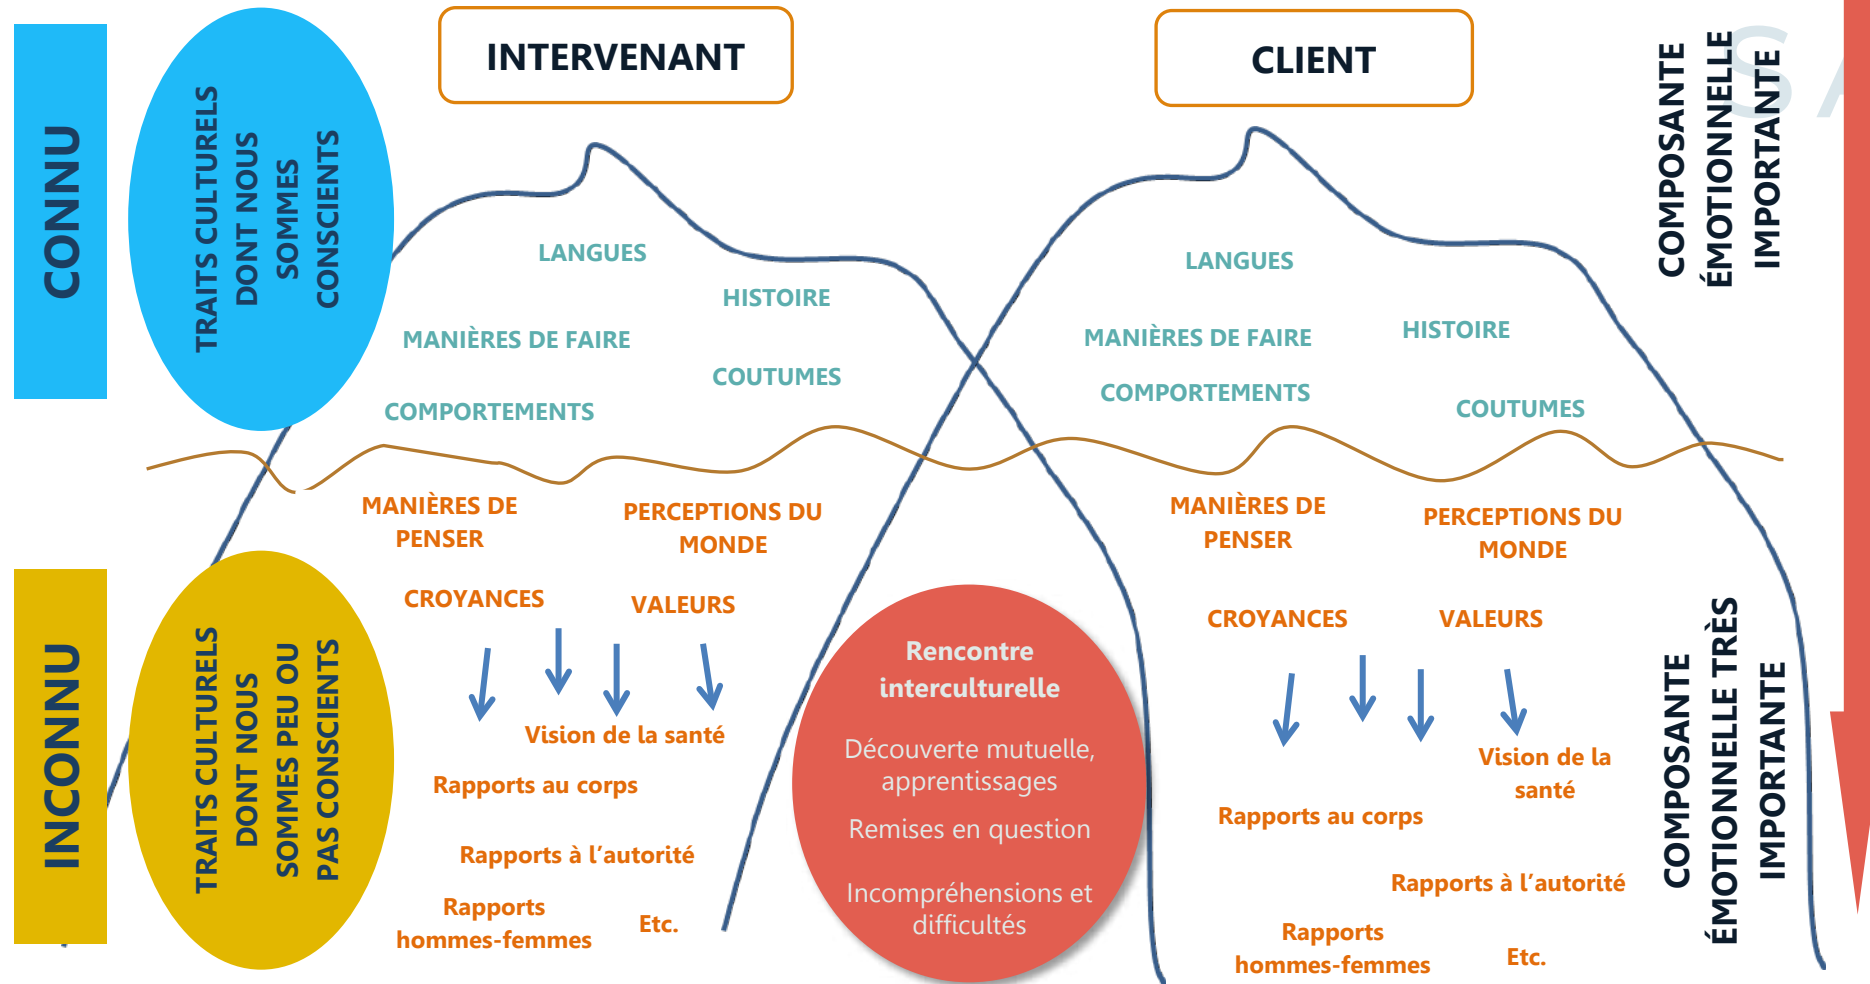 INTERVENANT
CLIENT
CONNU
TRAITS CULTURELS
DONT NOUS
SOMMES
CONSCIENTS
LANGUES
HISTOIRE
MANIÈRES DE FAIRE
COUTUMES
COMPORTEMENTS
LANGUES
MANIÈRES DE FAIRE
HISTOIRE
COMPORTEMENTS
COUTUMES
COMPOSANTE
ÉMOTIONNELLE
IMPORTANTE
S A
INCONNU
TRAITS CULTURELS
DONT NOUS
SOMMES PEU OU
PAS CONSCIENTS
MANIÈRES DE
PENSER
PERCEPTIONS DU
MONDE
CROYANCES
VALEURS
Vision de la santé
Rapports au corps
Rapports à l’autorité
Rapports
hommes-femmes
Etc.
Rencontre
interculturelle
Découverte mutuelle,
apprentissages
Remises en question
Incompréhensions et
difficultés
MANIÈRES DE
PENSER
PERCEPTIONS DU
MONDE
CROYANCES
VALEURS
Vision de la
santé
Rapports au corps
Rapports à l’autorité
Rapports
hommes-femmes
Etc.
COMPOSANTE
ÉMOTIONNELLE TRÈS
IMPORTANTE